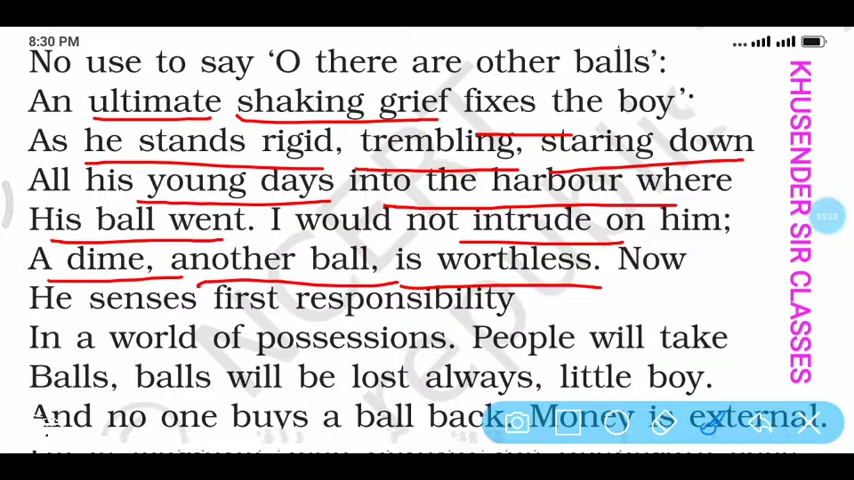 8:30 PM
No use to say ‘O there are other balls’:
An ultimate shaking grief fixes the boy’:
As he stands rigid, trembling, staring down
All his young days into the harbour where
His ball went. I would not intrude on him;
A dime, another ball, is worthless. Now
He senses first responsibility
In a world of possessions. People will take
Balls, balls will be lost always, little boy.
And no one buys a ball back. Money is external.
KHUSENDER SIR CLASSES
NCERT
republi